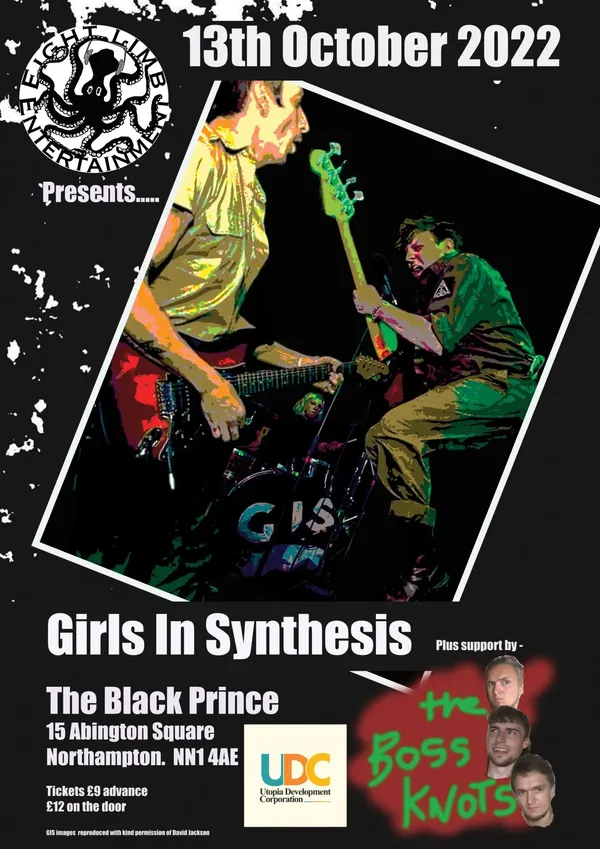 EIGHT LIMB
ENTERTAINMENT
13th October 2022
Presents.....
GIS
Girls In Synthesis
Plus support by -
The Black Prince
15 Abington Square
Northampton. NN1 4AE
Tickets £9 advance
£12 on the door
UDC
Utopia Development
Corporation
the
BOSS
KNOTS
GIS images reproduced with kind permission of David Jackson